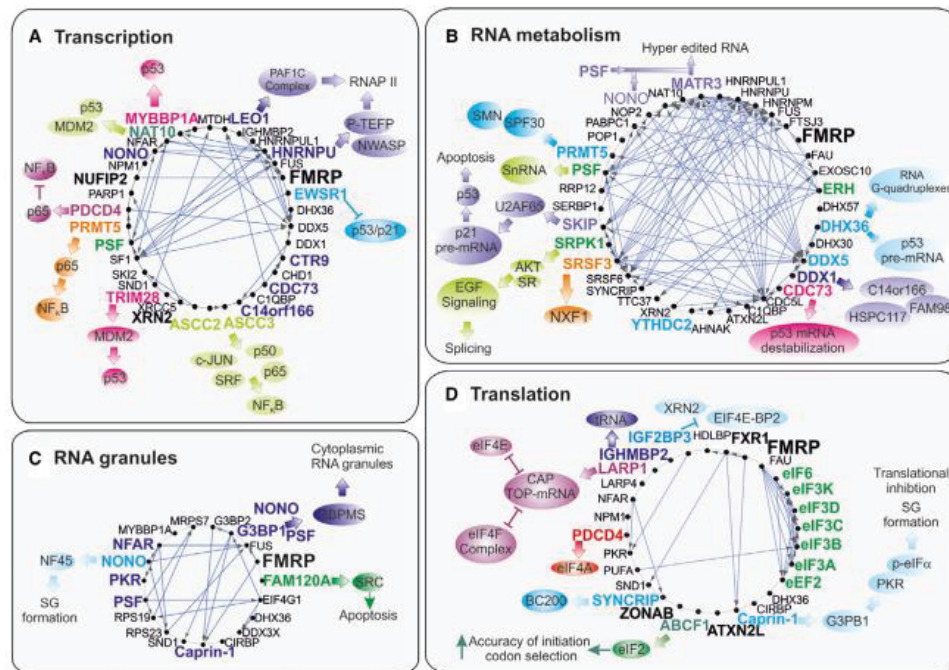 A Transcription
p53
PAF1C
Complex
RNAP II
p53
MDM2
MYBBP1A
MTDH
LEO1
NAT10
IGHMBP2
P-TEFP
NFAR
HNRNPUL1
NWASP
NONO
HNRNPU
NPM1
FUS
NFκB
NUFIP2
FMRP
PARP1
EWSR1
p65
PDCD4
DHX36
p53/p21
PRMT5
DDX5
PSF
DDX1
p65
SF1
CTR9
SKI2
CHD1
SND1
CDC73
NFκB
TRIM28
C1QBP
XRCC5
C14orf166
XRN2
ASCC2
ASCC3
MDM2
c-JUN
p50
p65
SRF
p53
NFκB
B RNA metabolism
Hyper edited RNA
PSF
MATR3
HNRNPUL1
NONO
NAT10
HNRNPU
HNRNPM
SMN
SPF30
NOP2
FUS
PABPC1
FTSJ3
POP1
FMRP
PRMT5
FAU
Apoptosis
SnRNA
PSF
EXOSC10
RNA
G-quadruplexes
RRP12
ERH
p53
U2AF65
SERBP1
DHX57
SKIP
DHX36
p21
pre-mRNA
SRPK1
DHX30
p53
pre-mRNA
AKT
SR
SRSF3
DDX5
EGF
Signaling
SRSF6
DDX1
SYNCRIP
CDC73
C14orf166
TTC37
CDC5L
FAM98
NXF1
XRN2
C1QBP
HSPC117
YTHDC2
AHNAK
ATXN2L
p53 mRNA
destabilization
Splicing
C RNA granules
Cytoplasmic
RNA granules
NONO
RBPMS
MRPS7
G3BP2
G3BP1
PSF
MYBBP1A
NFAR
FUS
NF45
NONO
FMRP
PKR
FAM120A
SRC
SG
formation
PSF
EIF4G1
Apoptosis
RPS19
DHX36
RPS23
DDX3X
SND1
CIRBP
Caprin-1
D Translation
tRNA
XRN2
EIF4E-BP2
IGF2BP3
eIF4E
HDLBP
FXR1
IGHMBP2
FMRP
LARP1
FAU
CAP
TOP-mRNA
LARP4
eIF6
Translational
inhibtion
NFAR
eIF3K
eIF3D
SG
formation
NPM1
eIF3C
eIF4F
Complex
PDCD4
eIF3B
PKR
eIF3A
p-eIFα
eIF4A
PUFA
eEF2
PKR
SND1
DHX36
BC200
SYNCRIP
CIRBP
ZONAB
Caprin-1
G3PB1
ABCF1
ATXN2L
Accuracy of initiation
codon selection
eIF2